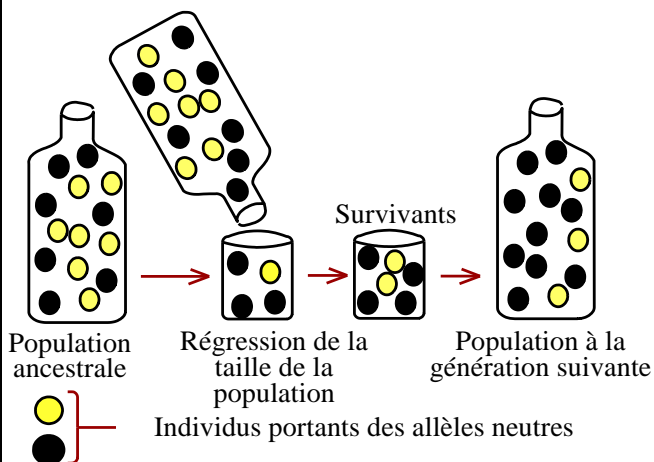 Survivants
Population
ancestrale
Régression de la
taille de la
population
Population à la
génération suivante
Individus portants des allèles neutres